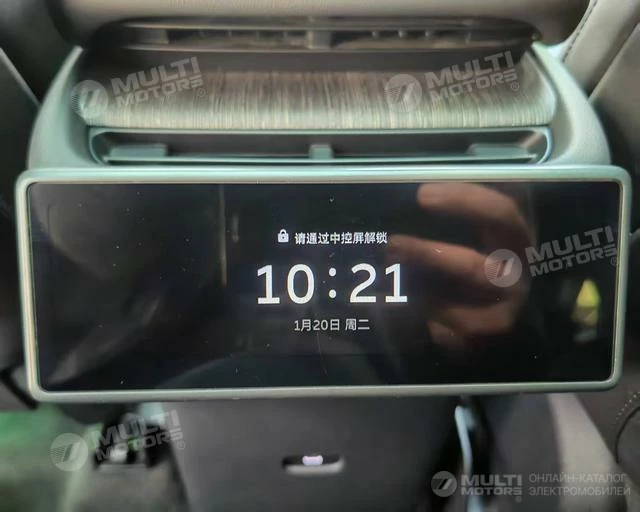 MULTI
MOTORS®
MULTI
MOTORS®
请通过中控屏解锁
MULTI
MOTORS®
10:21
1月20日 周二
MULTI
MOTORS®
MULTI
MOTORS®
ОНЛАЙН-КАТАЛОГ
ЭЛЕКТРОМОБИЛЕЙ